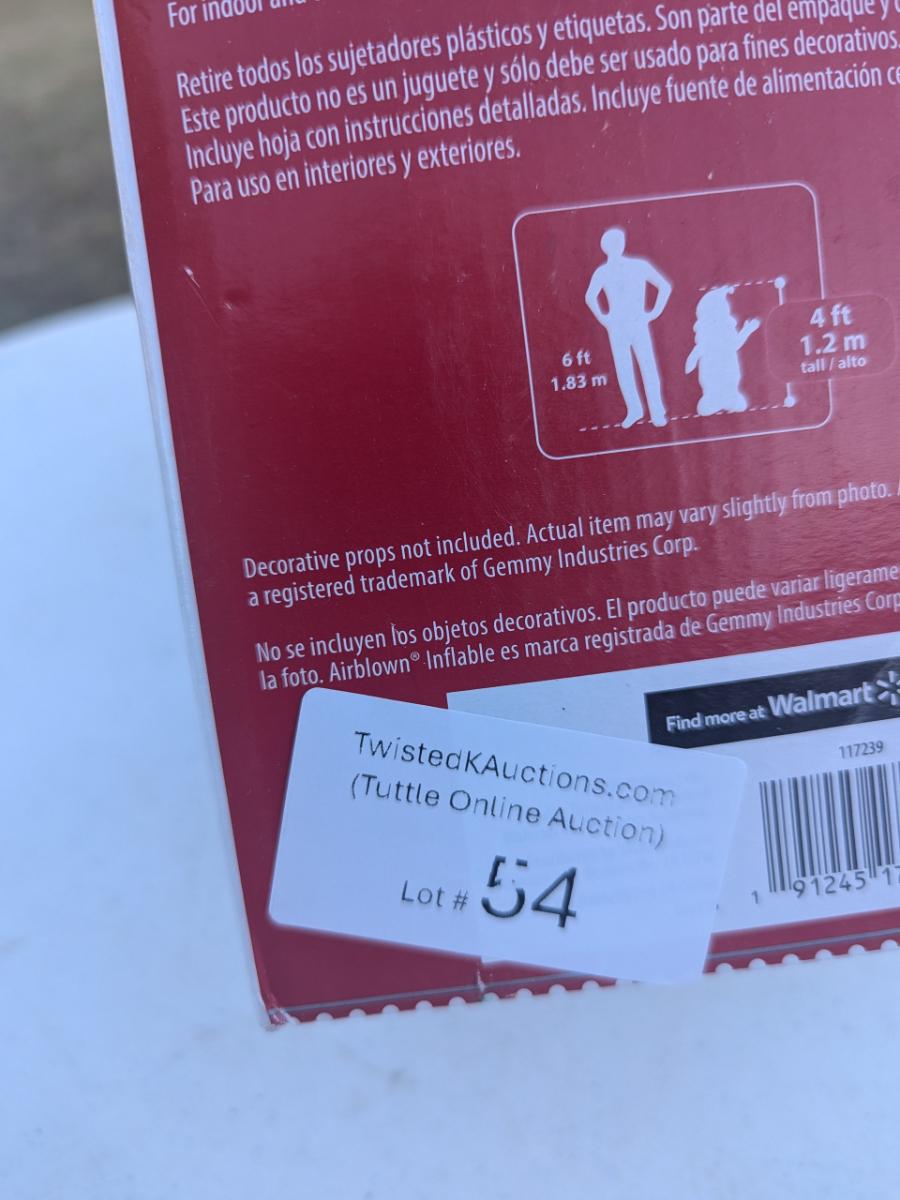 For indoor and
Retire todos los sujetadores plásticos y etiquetas. Son parte del empaque y
Este producto no es un juguete y sólo debe ser usado para fines decorativos.
Incluye hoja con instrucciones detalladas. Incluye fuente de alimentación
Para uso en interiores y exteriores.
6 ft
1.83 m
4 ft
1.2 m
tall / alto
Decorative props not included. Actual item may vary slightly from photo.
a registered trademark of Gemmy Industries Corp.
No se incluyen los objetos decorativos. El producto puede variar ligerame
la foto. Airblown® Inflable es marca registrada de Gemmy Industries Corp
Find more at Walmart
117239
1 91245 17
TwistedKAuctions.com
(Tuttle Online Auction)
Lot # 54